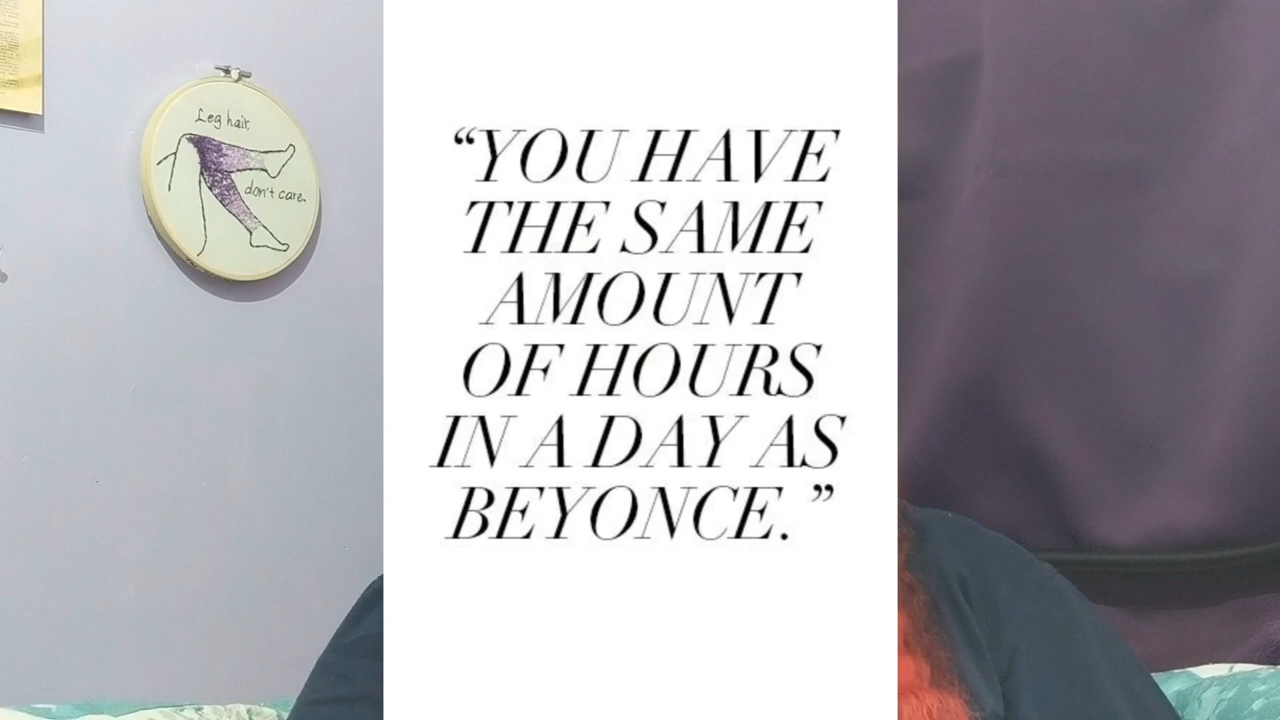 Leg hair.
don't care.
“YOU HAVE
THE SAME
AMOUNT
OF HOURS
IN A DAY AS
BEYONCE.”